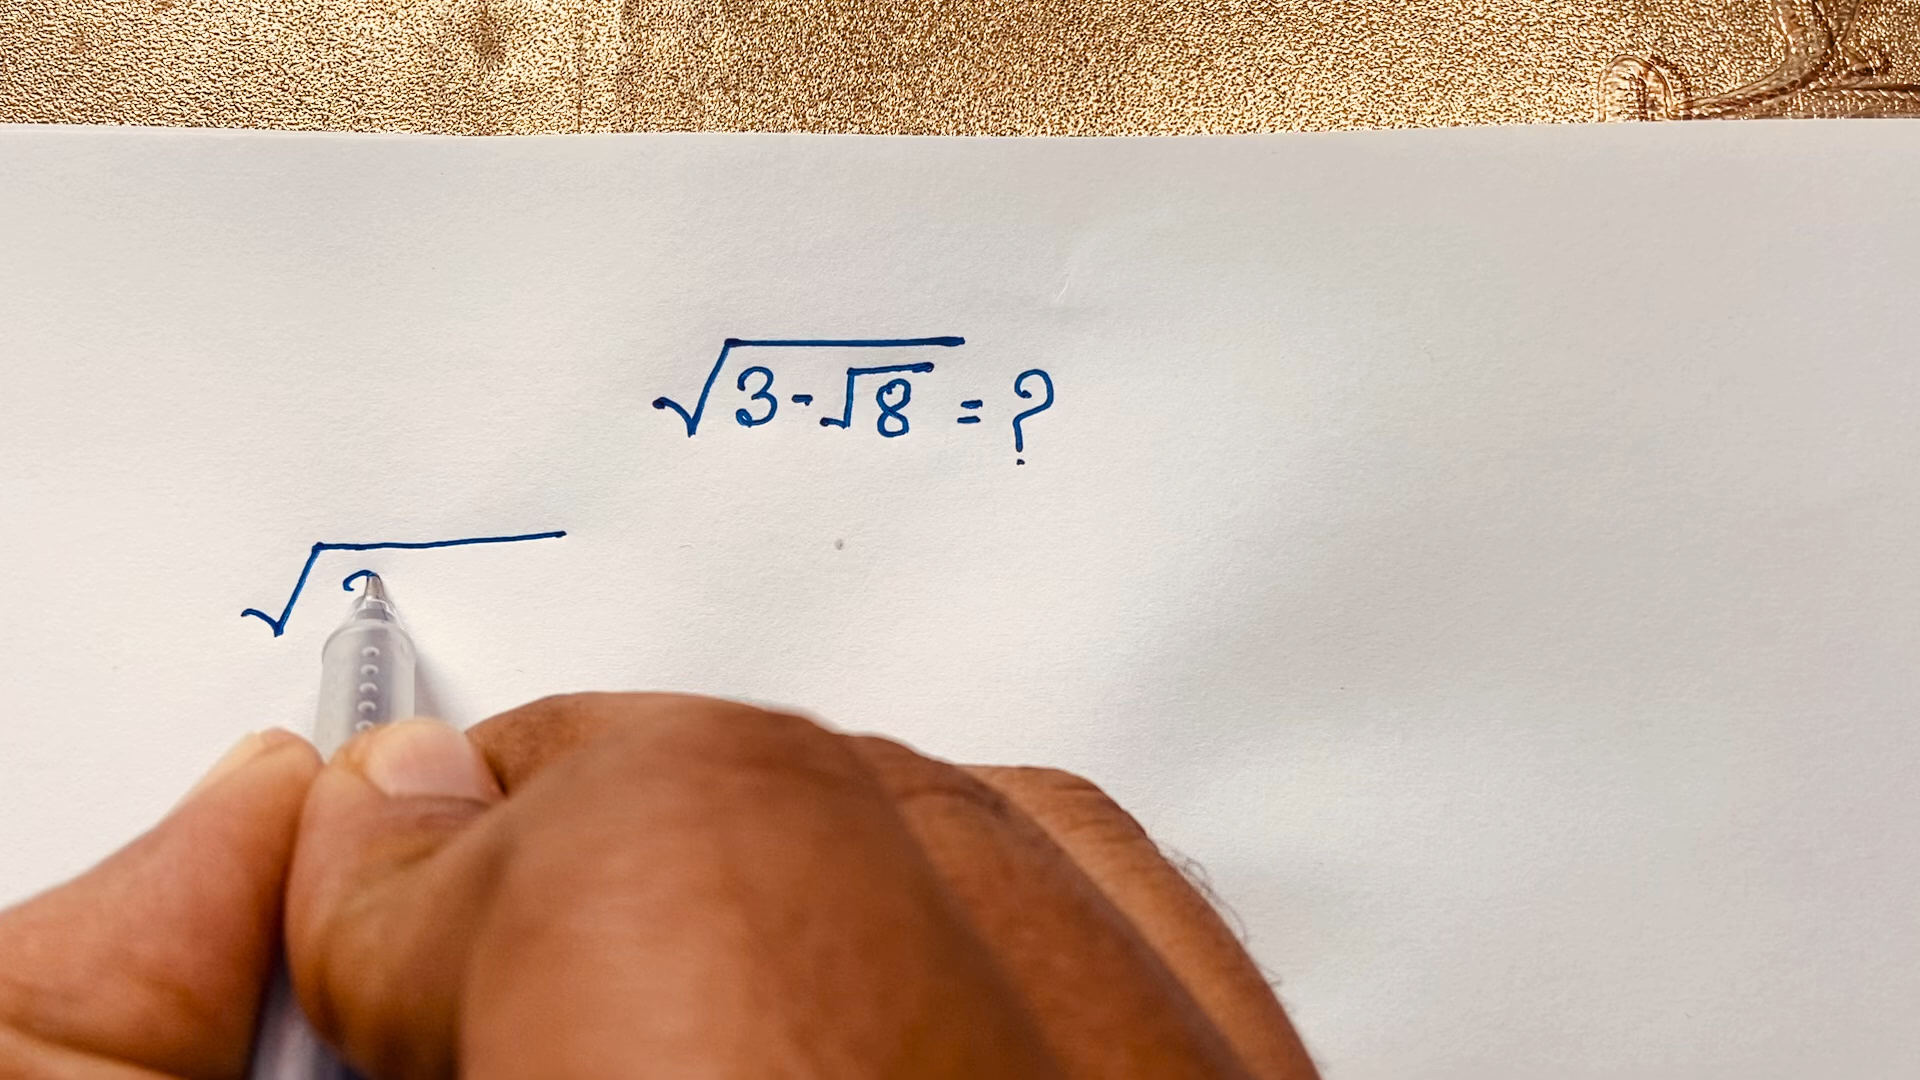 √(3-√8) = ?
√